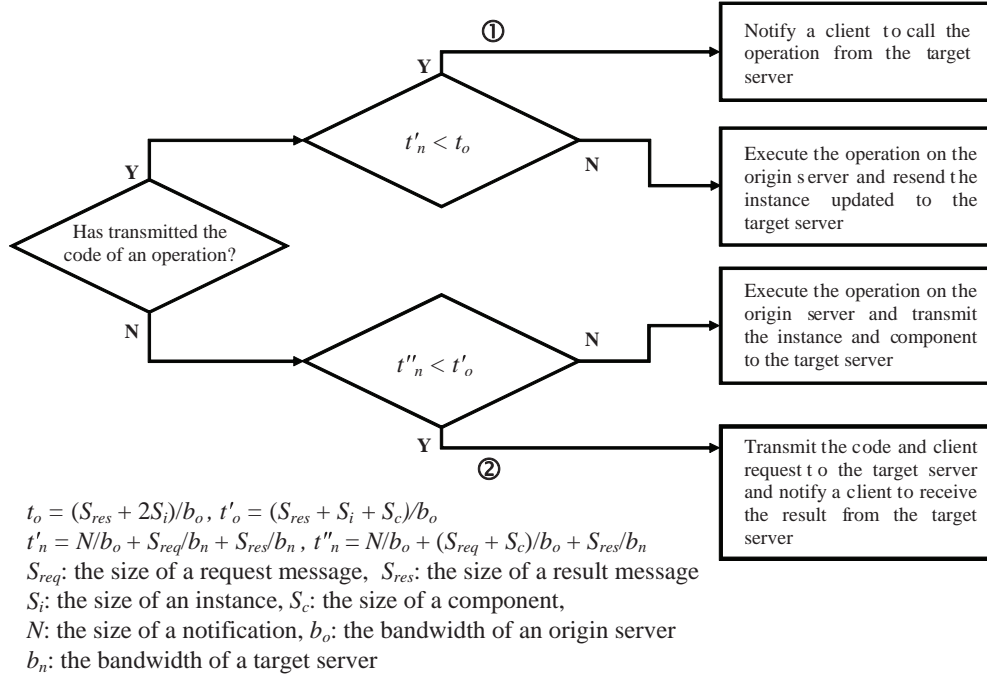 ①
Notify a client to call the
operation from the target
server
Y
t′n < to
N
Execute the operation on the
origin server and resend the
instance updated to the
target server
Y
Has transmitted the
code of an operation?
N
Execute the operation on the
origin server and transmit
the instance and component
to the target server
N
t′′n < t′o
Y
②
Transmit the code and client
request to the target server
and notify a client to receive
the result from the target
server
to = (Sres + 2Si)/bo , t′o = (Sres + Si + Sc)/bo
t′n = N/bo + Sreq/bn + Sres/bn , t′′n = N/bo + (Sreq + Sc)/bo + Sres/bn
Sreq: the size of a request message, Sres: the size of a result message
Si: the size of an instance, Sc: the size of a component,
N: the size of a notification, bo: the bandwidth of an origin server
bn: the bandwidth of a target server